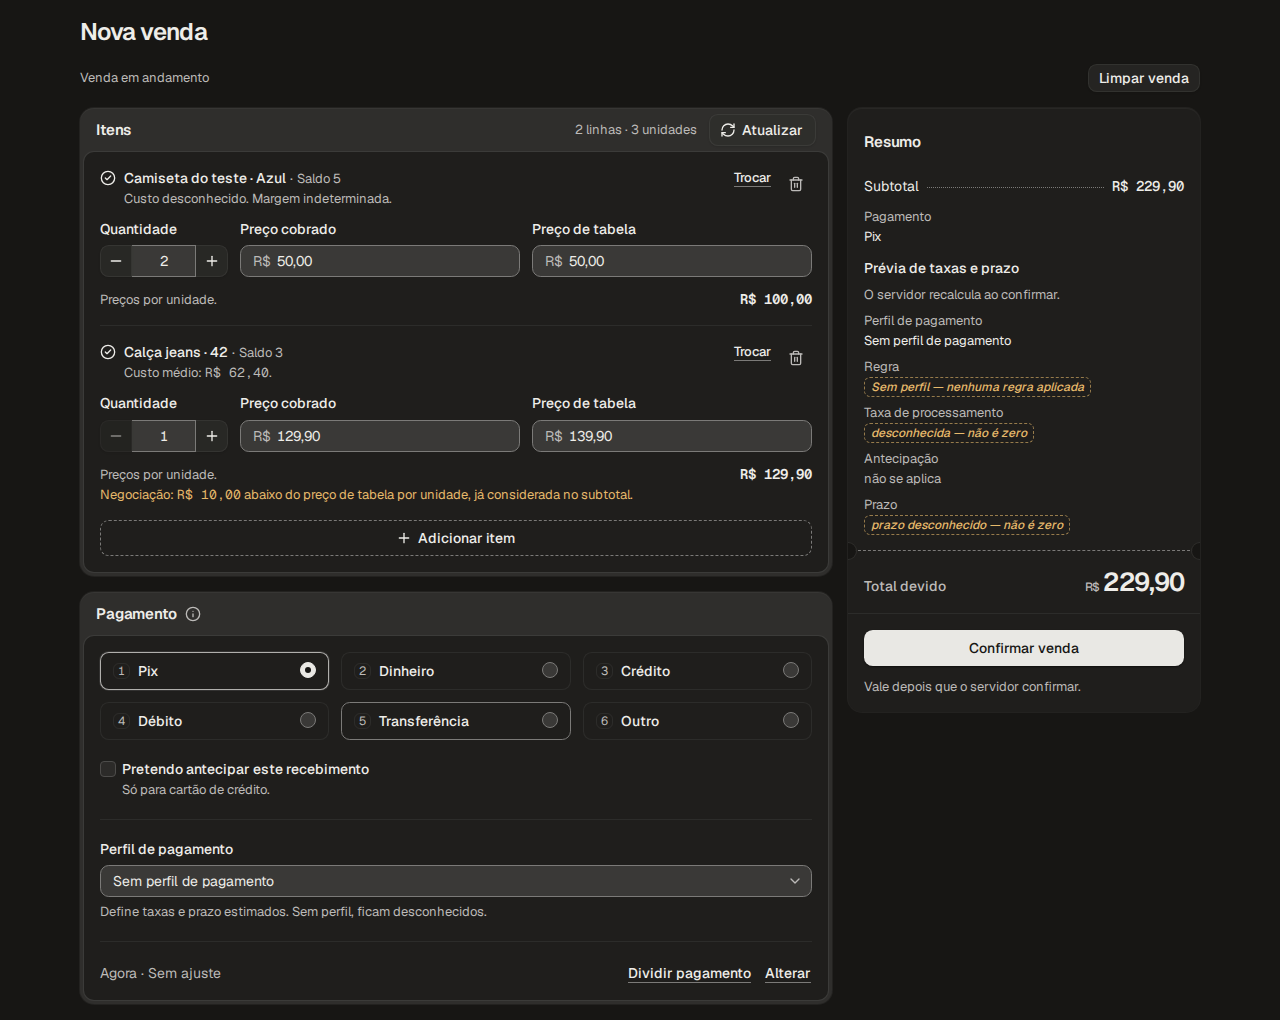 Nova venda
Venda em andamento
Limpar venda
Itens
2 linhas · 3 unidades
Atualizar
Camiseta do teste · Azul · Saldo 5
Trocar
Custo desconhecido. Margem indeterminada.
Quantidade
Preço cobrado
Preço de tabela
2
R$ 50,00
R$ 50,00
Preços por unidade.
R$ 100,00
Calça jeans · 42 · Saldo 3
Trocar
Custo médio: R$ 62,40.
Quantidade
Preço cobrado
Preço de tabela
1
R$ 129,90
R$ 139,90
Preços por unidade.
R$ 129,90
Negociação: R$ 10,00 abaixo do preço de tabela por unidade, já considerada no subtotal.
Adicionar item
Pagamento
1 Pix
2 Dinheiro
3 Crédito
4 Débito
5 Transferência
6 Outro
Pretendo antecipar este recebimento
Só para cartão de crédito.
Perfil de pagamento
Sem perfil de pagamento
Define taxas e prazo estimados. Sem perfil, ficam desconhecidos.
Agora · Sem ajuste
Dividir pagamento
Alterar
Resumo
Subtotal
R$ 229,90
Pagamento
Pix
Prévia de taxas e prazo
O servidor recalcula ao confirmar.
Perfil de pagamento
Sem perfil de pagamento
Regra
Sem perfil — nenhuma regra aplicada
Taxa de processamento
desconhecida — não é zero
Antecipação
não se aplica
Prazo
prazo desconhecido — não é zero
Total devido
R$ 229,90
Confirmar venda
Vale depois que o servidor confirmar.